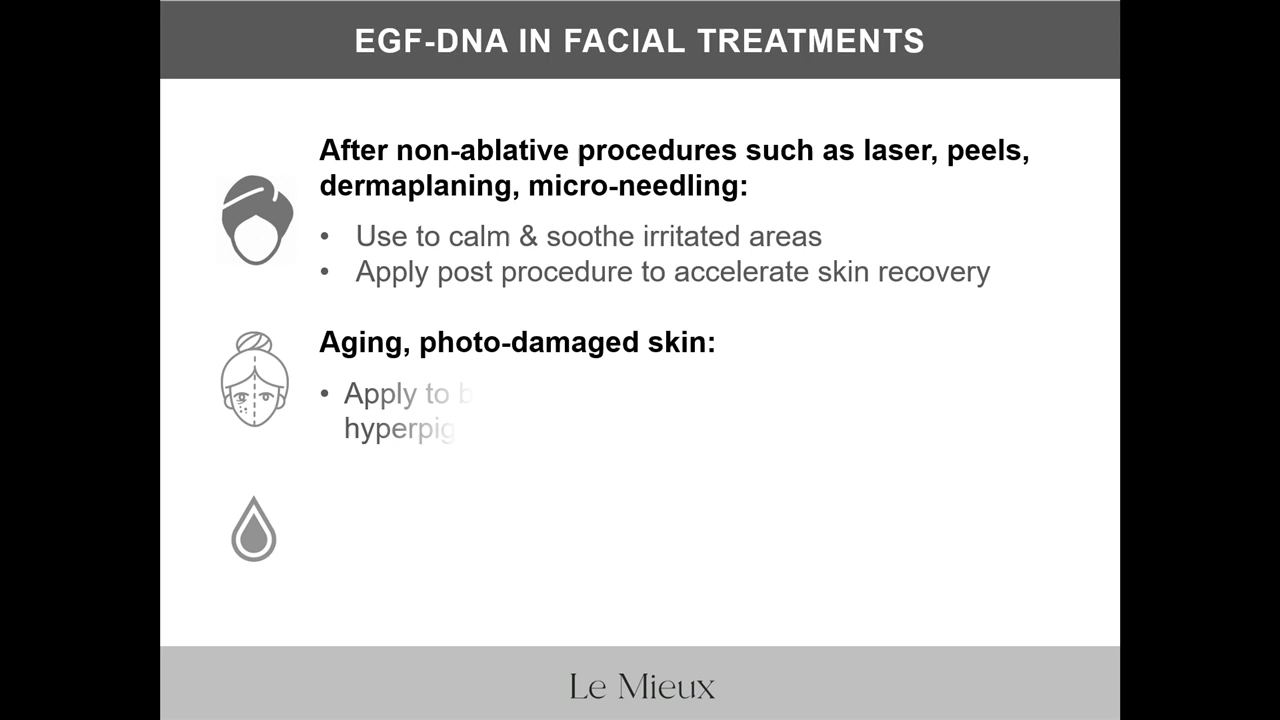 EGF-DNA IN FACIAL TREATMENTS
After non-ablative procedures such as laser, peels,
dermaplaning, micro-needling:
• Use to calm & soothe irritated areas
• Apply post procedure to accelerate skin recovery
Aging, photo-damaged skin:
• Apply to b
hyperpig
Le Mieux